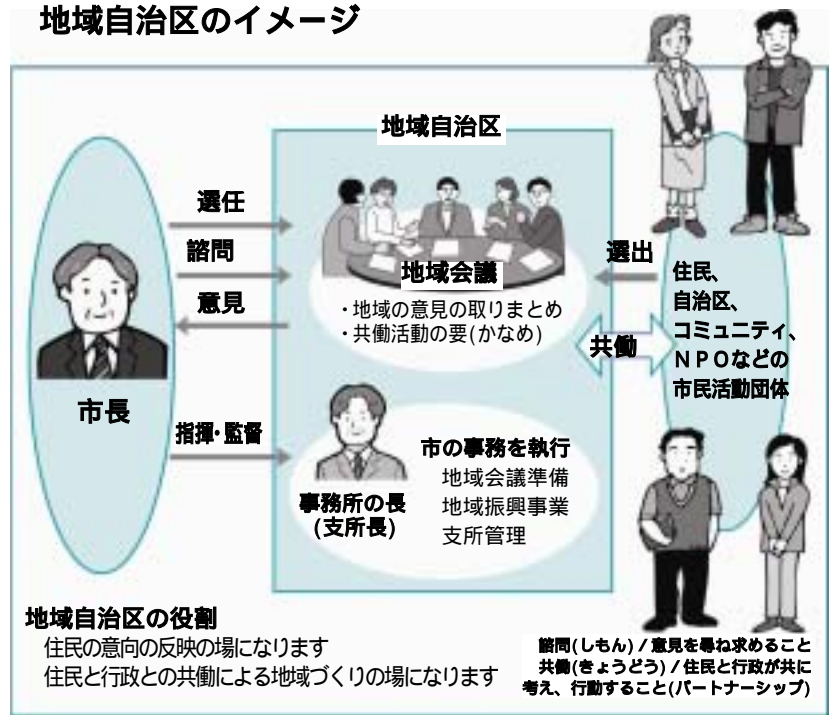 地域自治区のイメージ
地域自治区
選任
諮問
意見
市長
指揮・監督
地域会議
・地域の意見の取りまとめ
・共働活動の要(かなめ)
選出
共働
住民、
自治区、
コミュニティ、
NPOなどの
市民活動団体
事務所の長
(支所長)
市の事務を執行
地域会議準備
地域振興事業
支所管理
地域自治区の役割
住民の意向の反映の場になります
住民と行政との共働による地域づくりの場になります
諮問(しもん)/意見を尋ね求めること
共働(きょうどう)/住民と行政が共に
考え、行動すること(パートナーシップ)